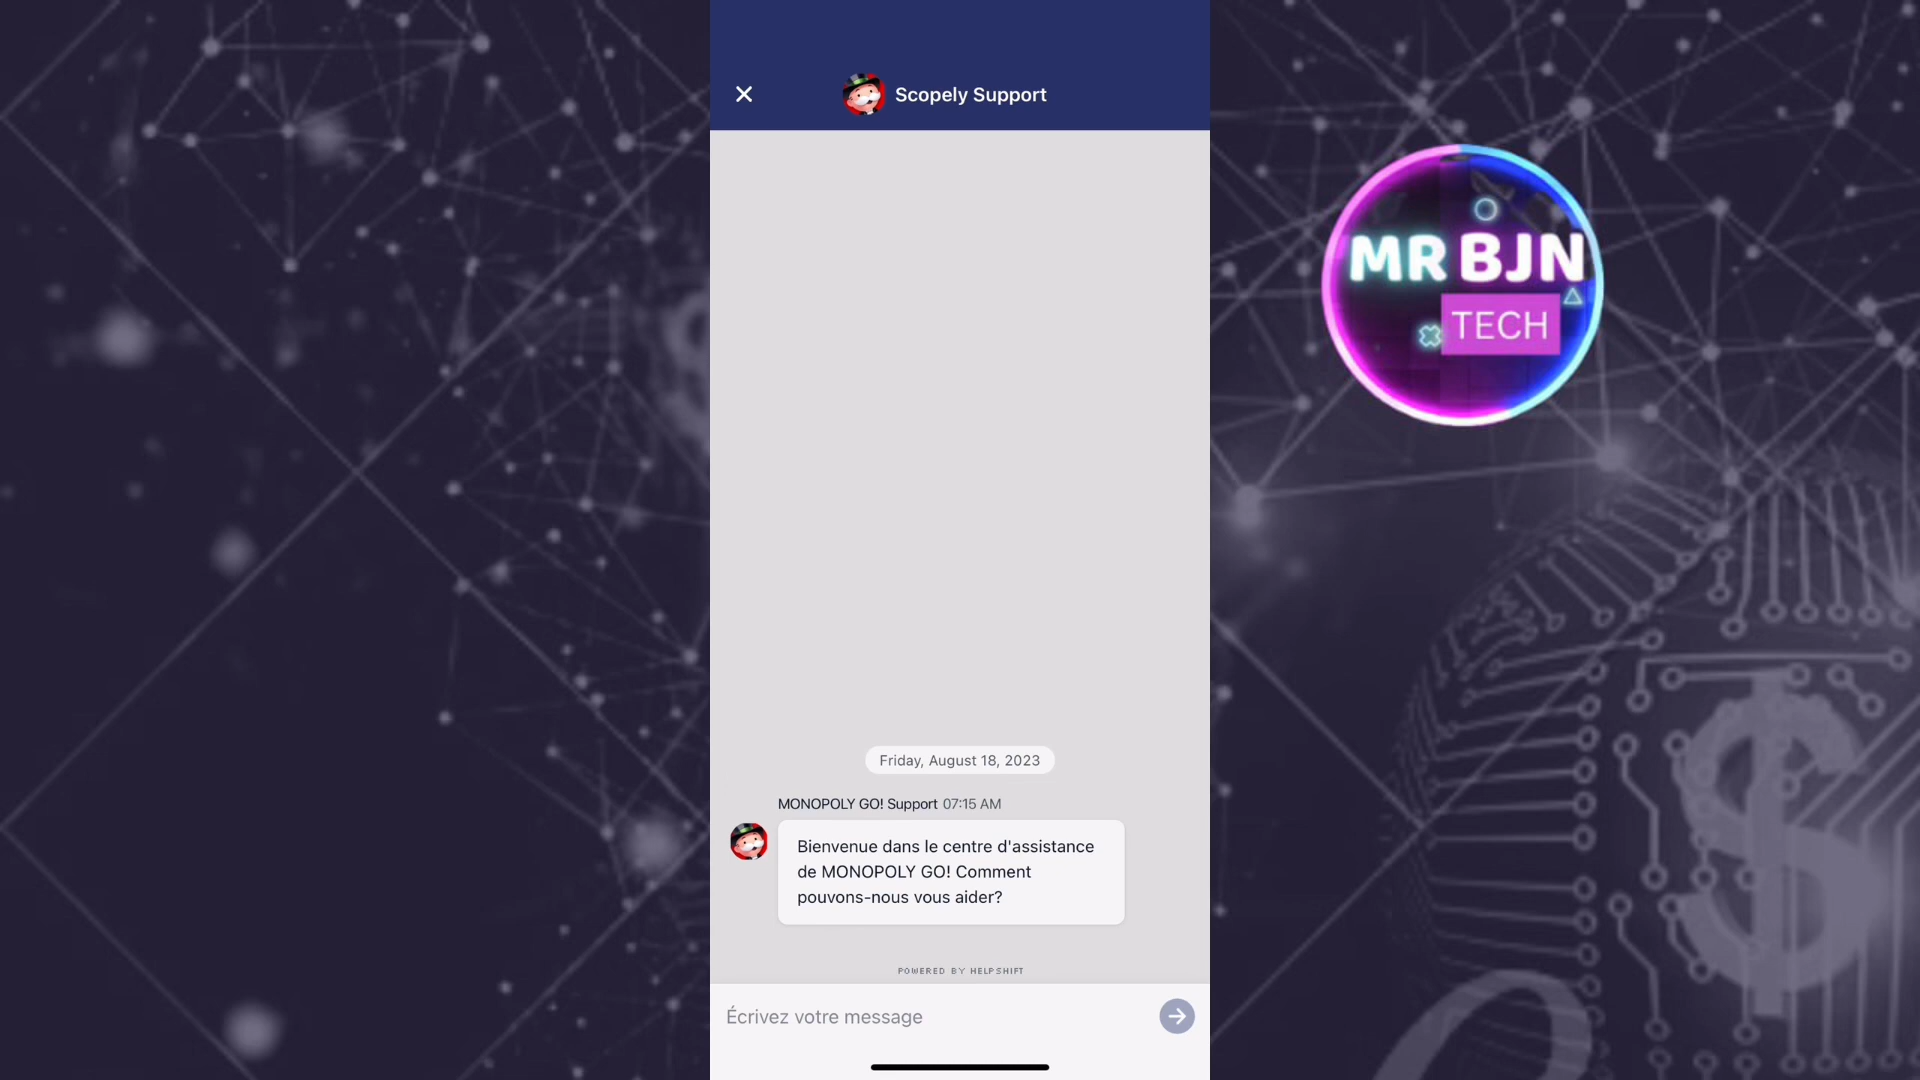 Scopely Support
MR BJN
TECH
Friday, August 18, 2023
MONOPOLY GO! Support 07:15 AM
Bienvenue dans le centre d'assistance
de MONOPOLY GO! Comment
pouvons-nous vous aider?
POWERED BY HELPSHIFT
Écrivez votre message